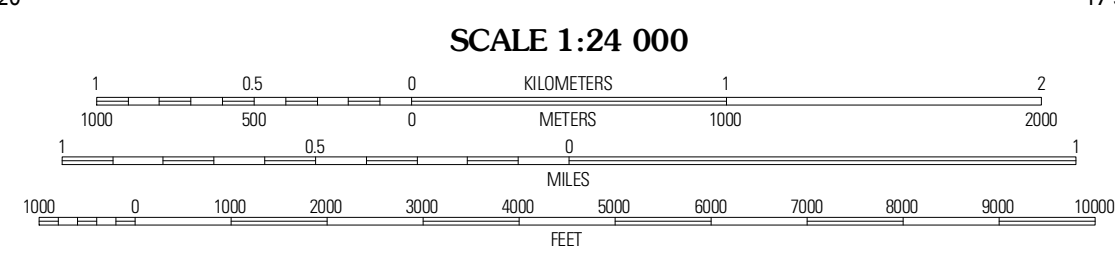 SCALE 1:24 000
1 0.5 0 KILOMETERS 1 2
1000 500 0 METERS 1000 2000
1 0.5 0 1
MILES
1000 0 1000 2000 3000 4000 5000 6000 7000 8000 9000 10000
FEET